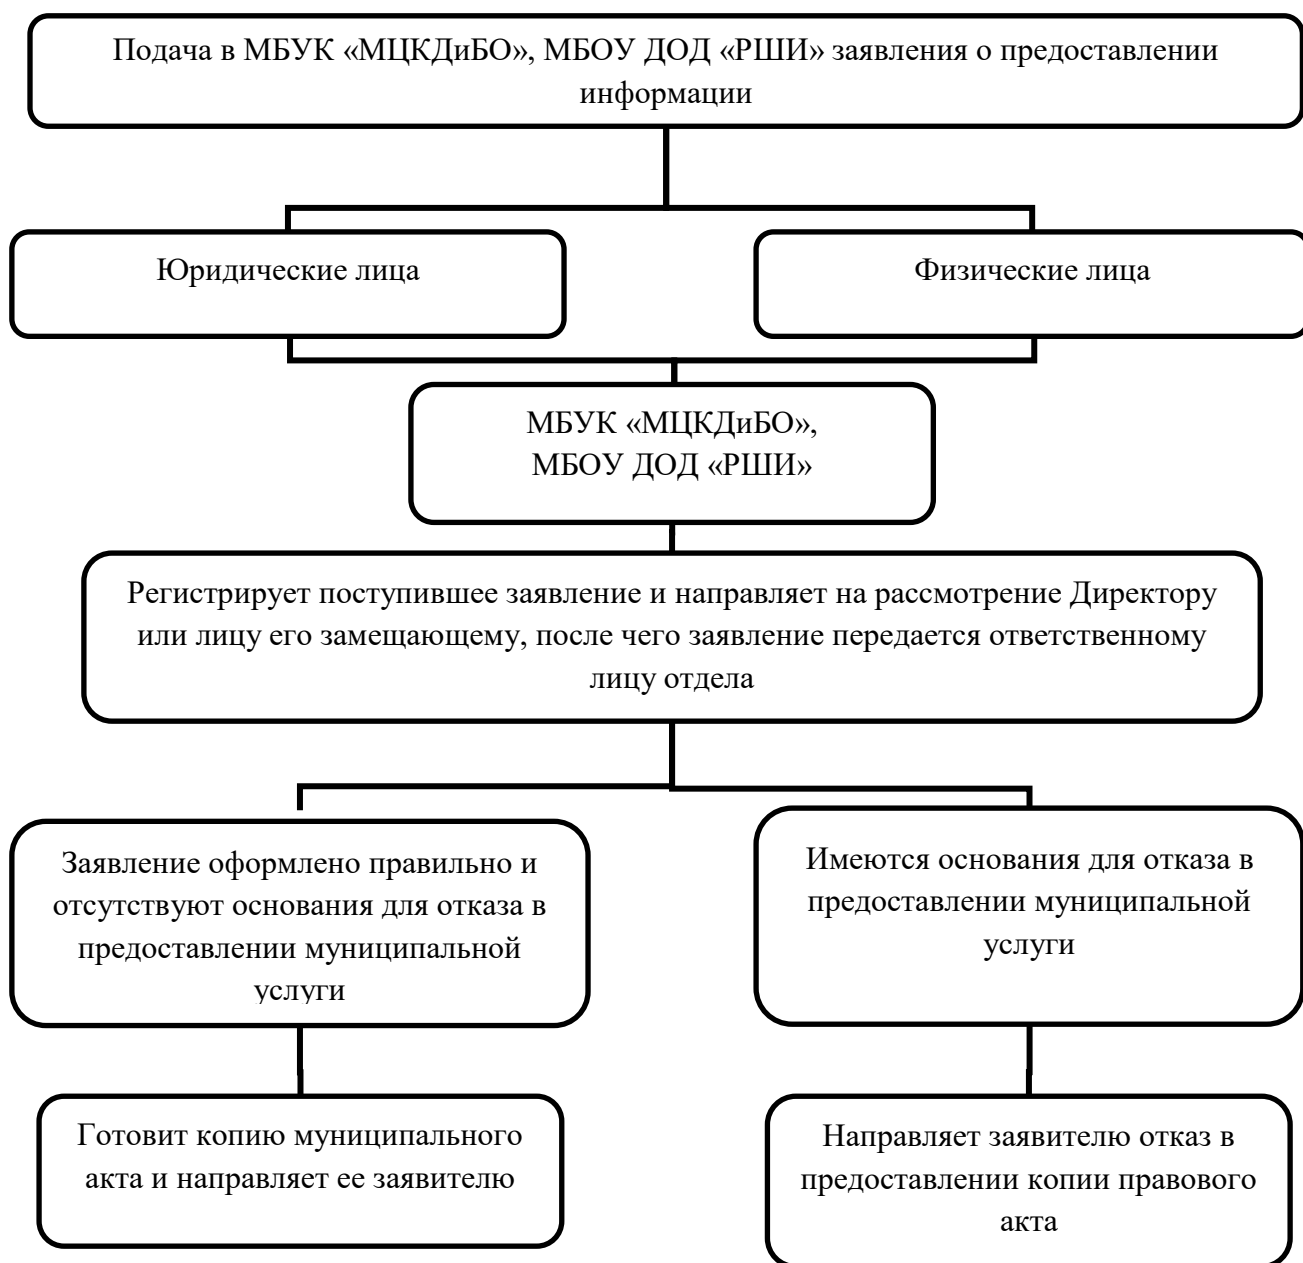 Подача в МБУК «МЦКДиБО», МБОУ ДОД «РШИ» заявления о предоставлении
информации
Юридические лица
Физические лица
МБУК «МЦКДиБО»,
МБОУ ДОД «РШИ»
Регистрирует поступившее заявление и направляет на рассмотрение Директору
или лицу его замещающему, после чего заявление передается ответственному
лицу отдела
Заявление оформлено правильно и
отсутствуют основания для отказа в
предоставлении муниципальной
услуги
Имеются основания для отказа в
предоставлении муниципальной
услуги
Готовит копию муниципального
акта и направляет ее заявителю
Направляет заявителю отказ в
предоставлении копии правового
акта